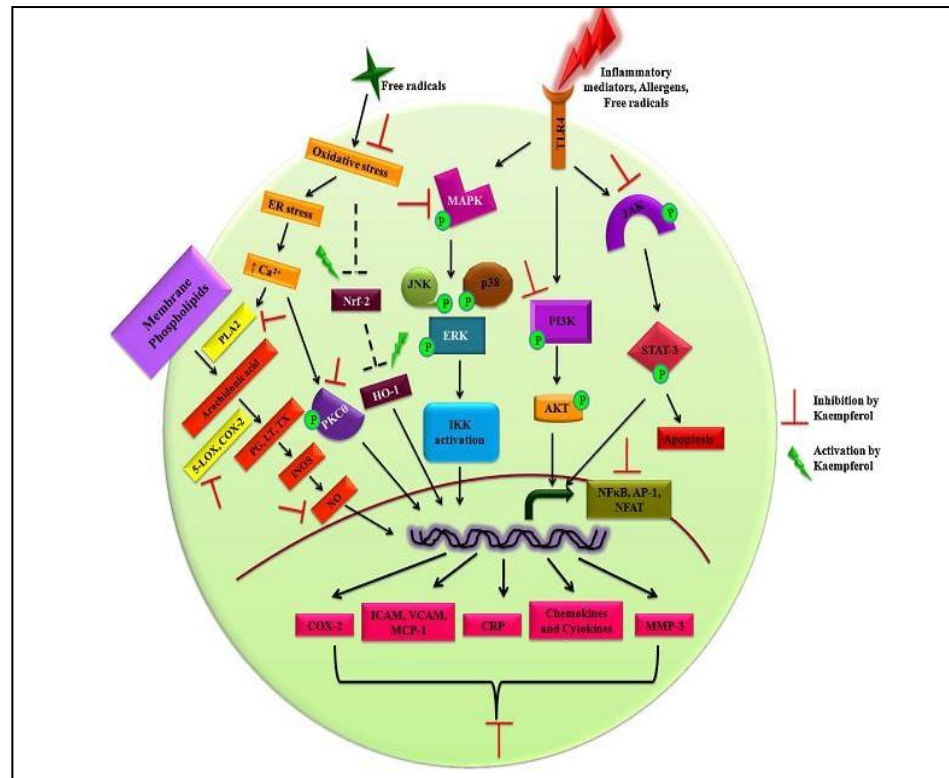 Free radicals
Inflammatory
mediators, Allergens,
Free radicals
TLR4
Oxidative stress
ER stress
↑ Ca²⁺
Membrane
Phospholipids
PLA2
Arachidonic acid
5-LOX, COX-2
PG, LT, TX
iNOS
NO
PKCθ
P
Nrf-2
HO-1
MAPK
P
JNK
P
p38
P
ERK
P
IKK
activation
PI3K
P
AKT
P
JAK
P
STAT-3
P
Apoptosis
NFκB, AP-1,
NFAT
Inhibition by
Kaempferol
Activation by
Kaempferol
COX-2
ICAM, VCAM,
MCP-1
CRP
Chemokines
and Cytokines
MMP-3